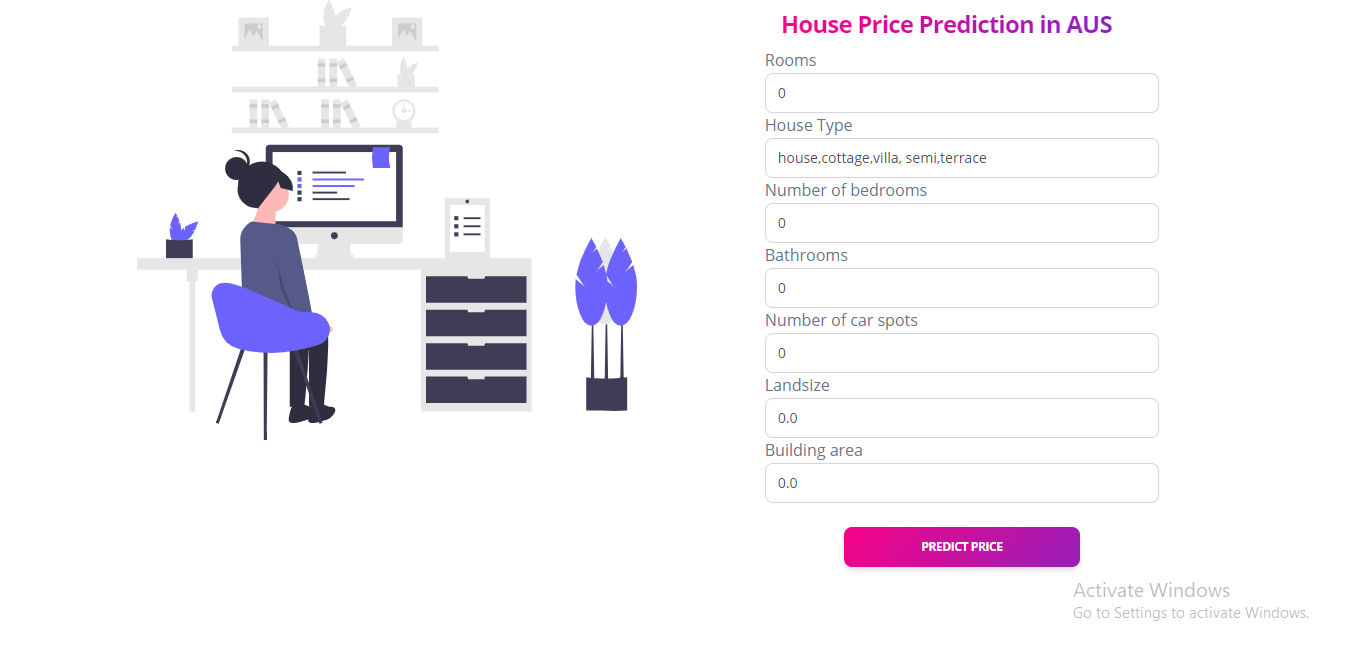 House Price Prediction in AUS
Rooms
0
House Type
house,cottage,villa, semi,terrace
Number of bedrooms
0
Bathrooms
0
Number of car spots
0
Landsize
0.0
Building area
0.0
PREDICT PRICE
Activate Windows
Go to Settings to activate Windows.